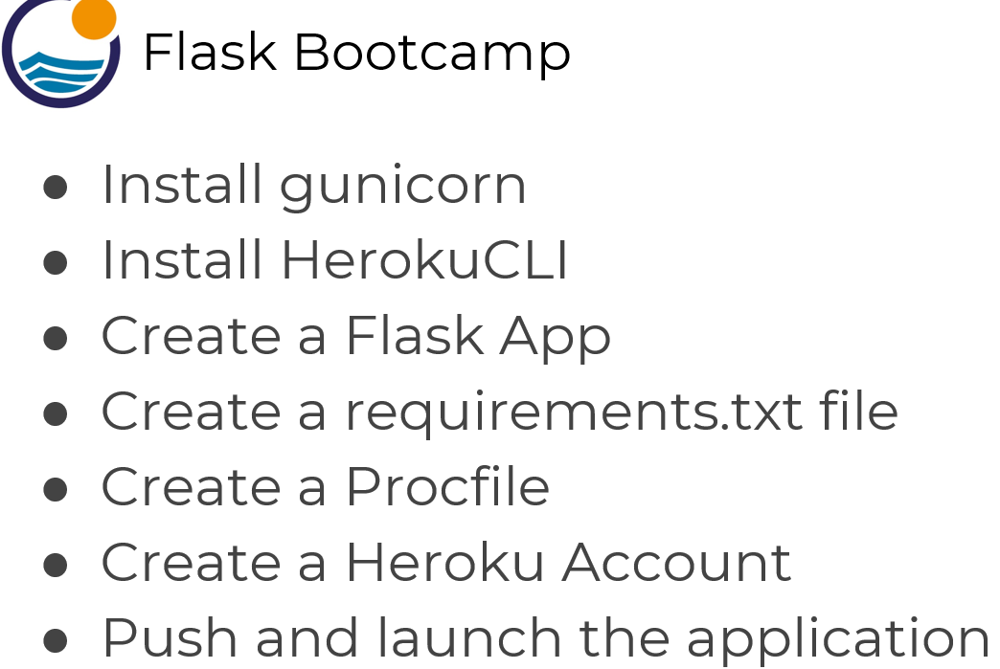 Flask Bootcamp
● Install gunicorn
● Install HerokuCLI
● Create a Flask App
● Create a requirements.txt file
● Create a Procfile
● Create a Heroku Account
● Push and launch the application